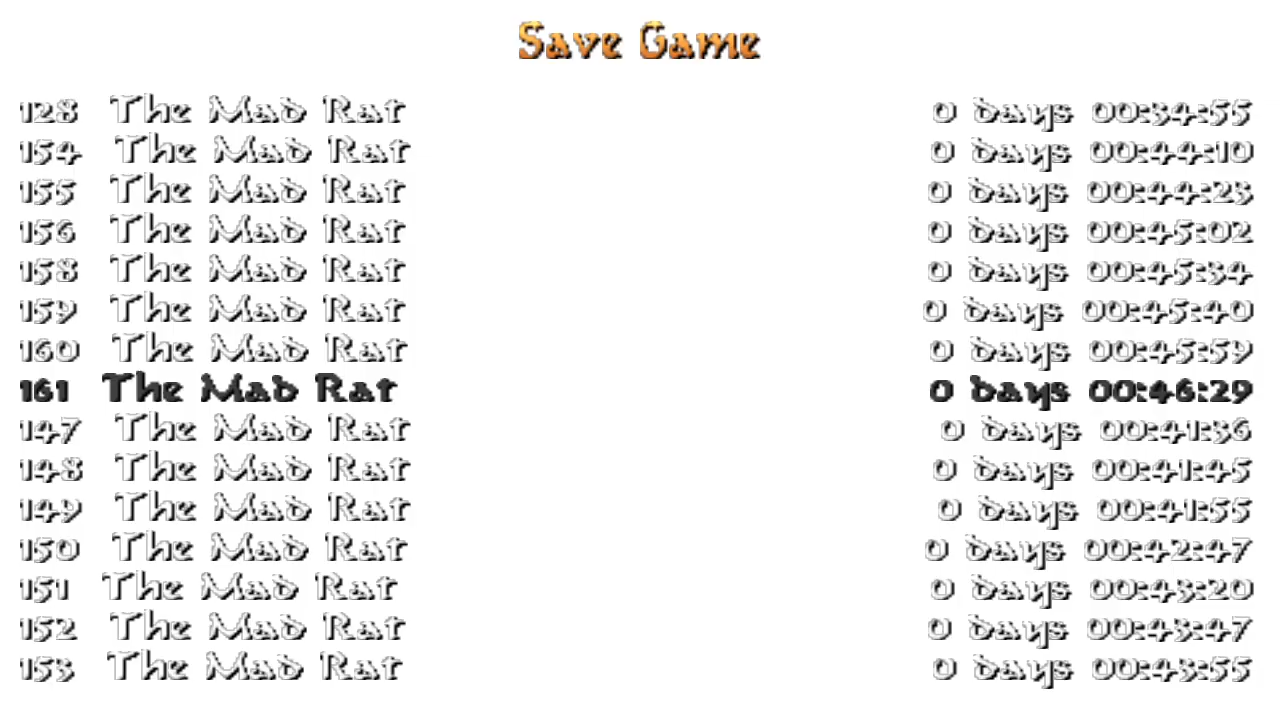 Save Game
128 The Mad Rat 0 days 00:34:55
154 The Mad Rat 0 days 00:44:10
155 The Mad Rat 0 days 00:44:23
156 The Mad Rat 0 days 00:45:02
158 The Mad Rat 0 days 00:45:34
159 The Mad Rat 0 days 00:45:40
160 The Mad Rat 0 days 00:45:59
161 The Mad Rat 0 days 00:46:29
147 The Mad Rat 0 days 00:41:36
148 The Mad Rat 0 days 00:41:45
149 The Mad Rat 0 days 00:41:55
150 The Mad Rat 0 days 00:42:47
151 The Mad Rat 0 days 00:43:20
152 The Mad Rat 0 days 00:43:47
153 The Mad Rat 0 days 00:43:55